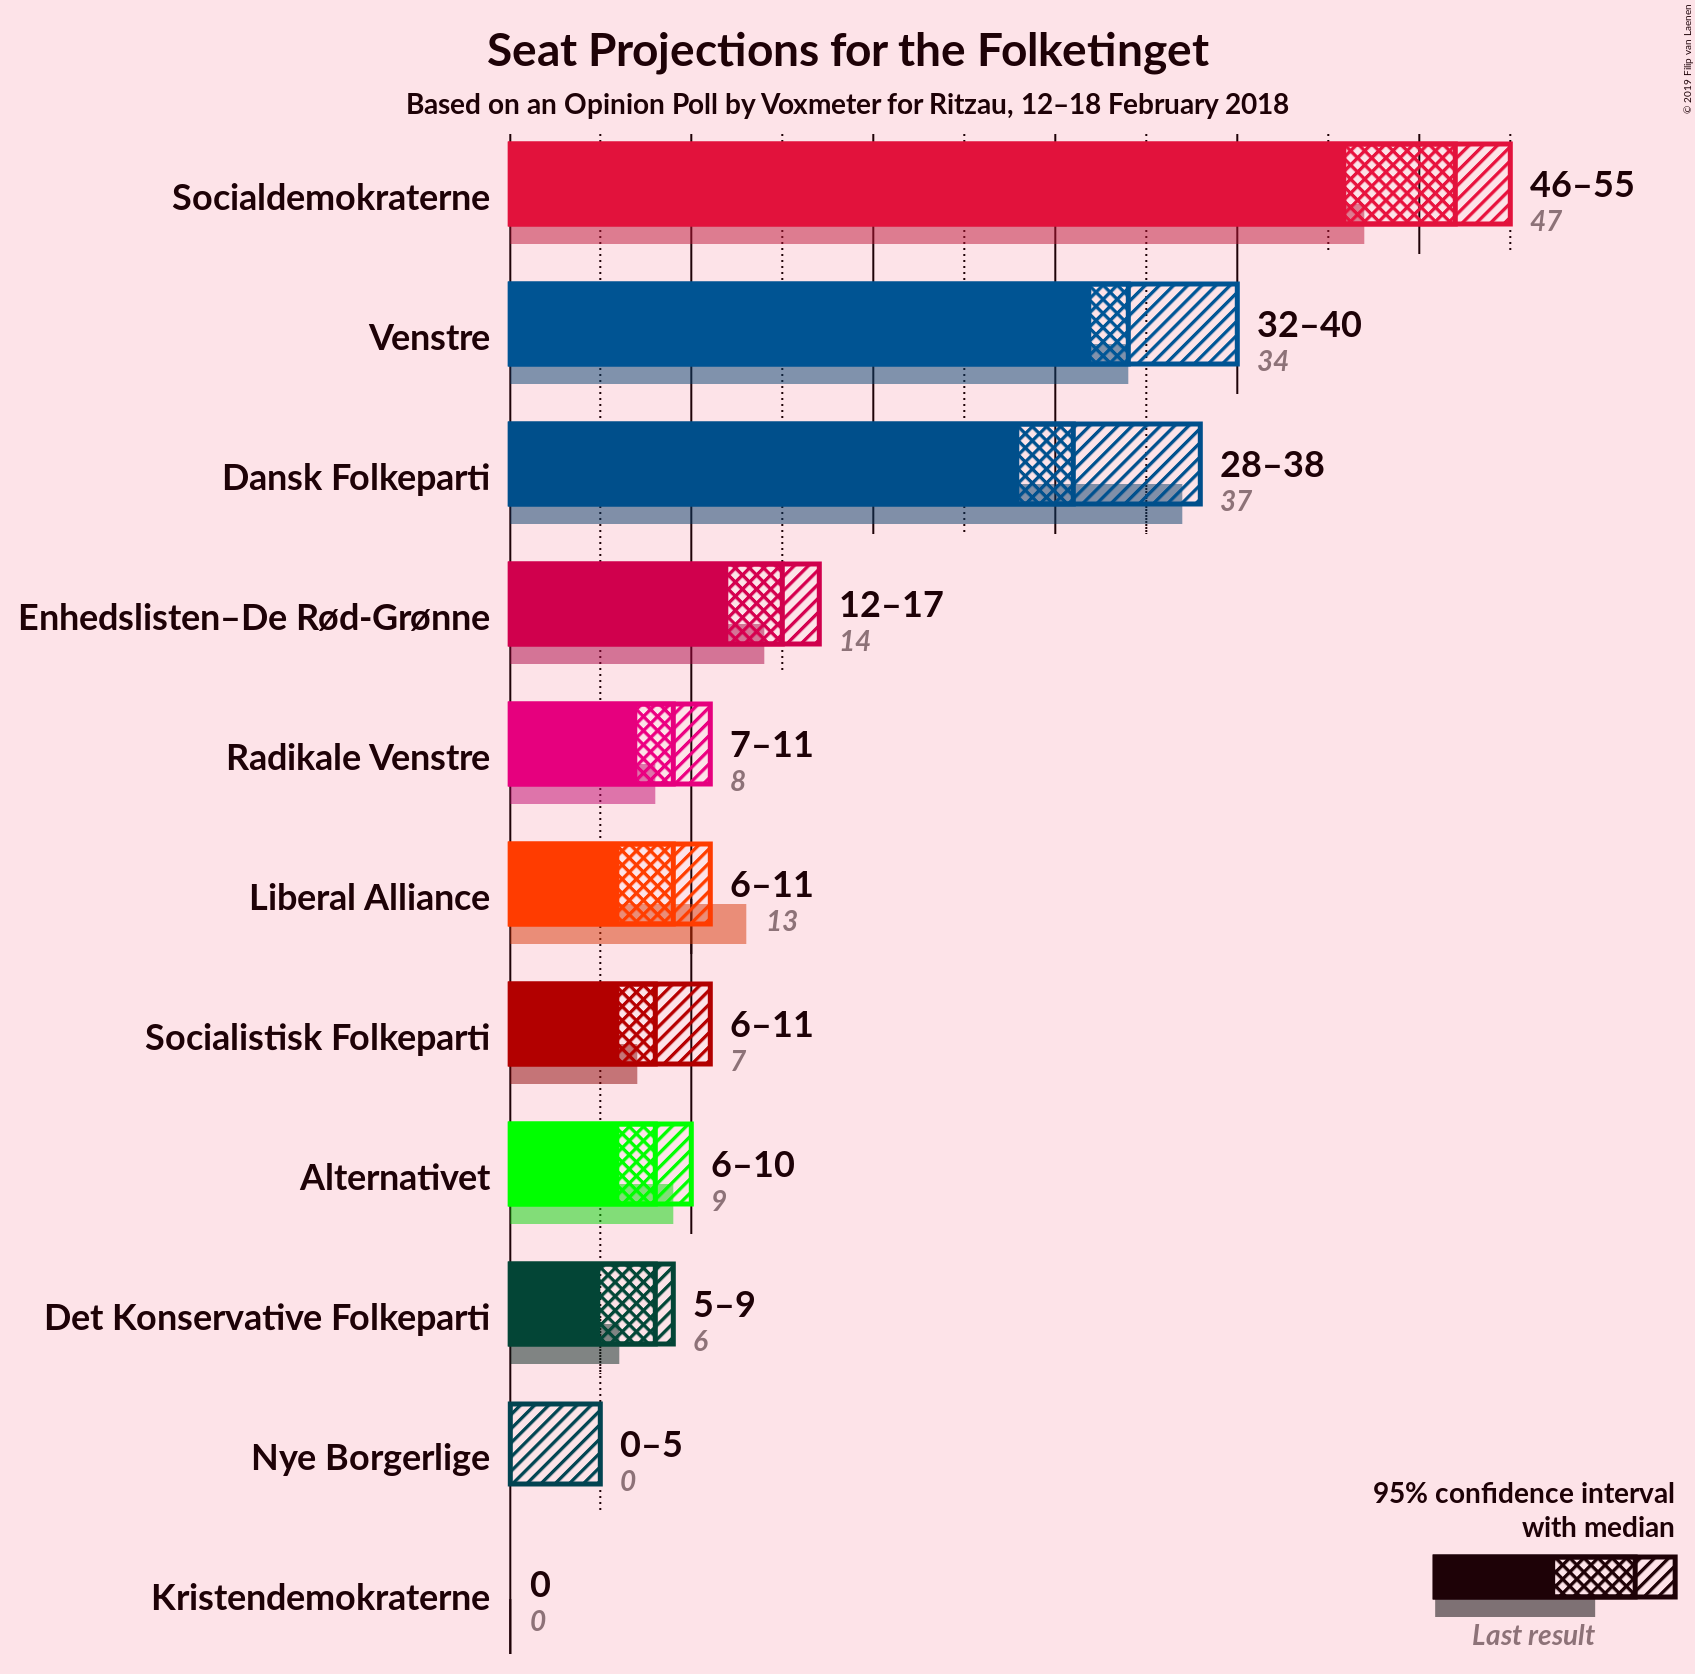 Seat Projections for the Folketinget
Based on an Opinion Poll by Voxmeter for Ritzau, 12–18 February 2018
© 2019 Filip van Laenen
Socialdemokraterne
46–55
47
Venstre
32–40
34
Dansk Folkeparti
28–38
37
Enhedslisten–De Rød-Grønne
12–17
14
Radikale Venstre
7–11
8
Liberal Alliance
6–11
13
Socialistisk Folkeparti
6–11
7
Alternativet
6–10
9
Det Konservative Folkeparti
5–9
6
Nye Borgerlige
0–5
0
Kristendemokraterne
0
0
95% confidence interval
with median
Last result